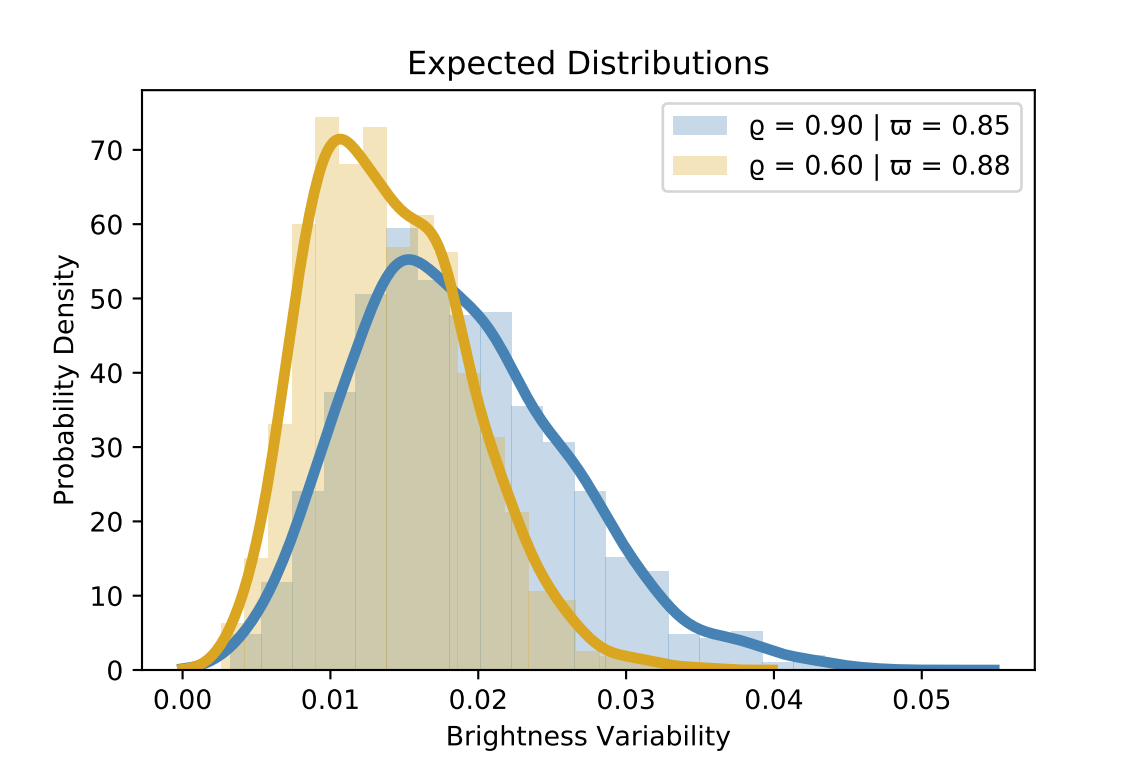 Expected Distributions
ϱ = 0.90 | ϖ = 0.85
ϱ = 0.60 | ϖ = 0.88
Probability Density
70
60
50
40
30
20
10
0
0.00 0.01 0.02 0.03 0.04 0.05
Brightness Variability